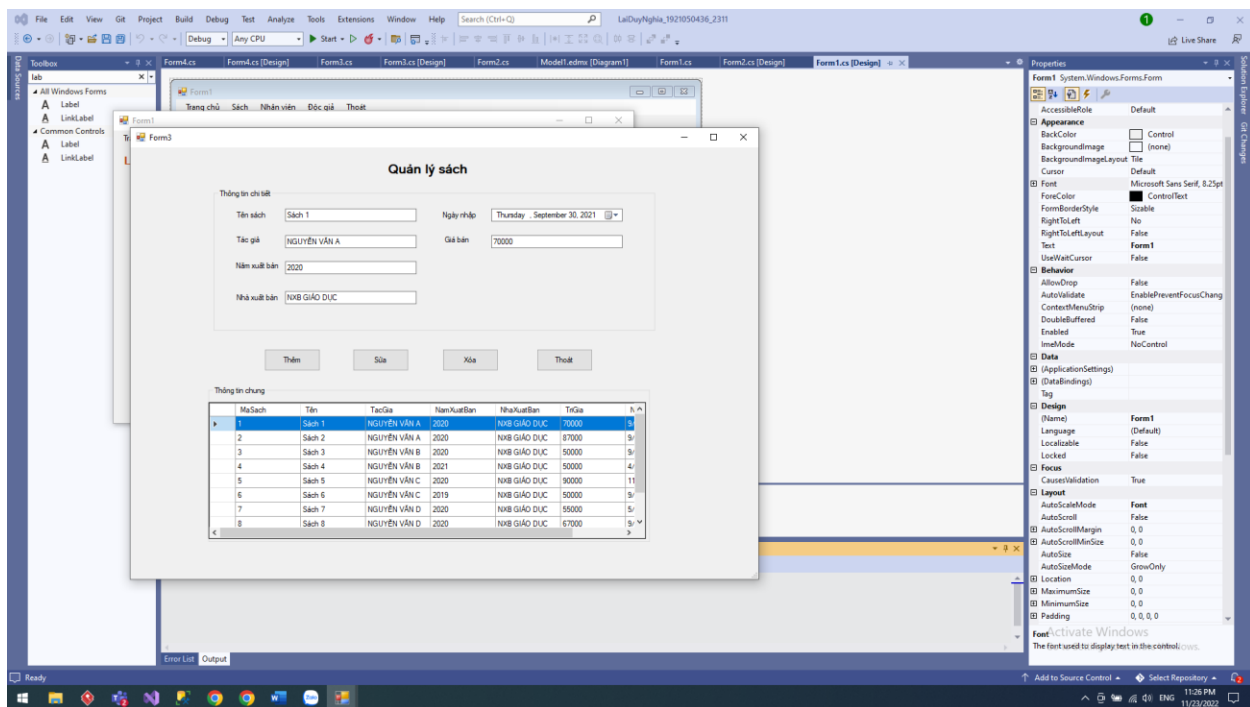 File Edit View Git Project Build Debug Test Analyze Tools Extensions Window Help Search (Ctrl+Q) LaiDuyNghia_1921050436_2311 1
Debug Any CPU Start Live Share
Toolbox
lab
All Windows Forms
A Label
A LinkLabel
Common Controls
A Label
A LinkLabel
Data Sources
Form4.cs Form4.cs [Design] Form3.cs Form3.cs [Design] Form2.cs Model1.edmx [Diagram1] Form1.cs Form2.cs [Design] Form1.cs [Design]
Form1
Trang chủ Sách Nhân viên Độc giả Thoát
Form1
Form3
Quản lý sách
Thông tin chi tiết
Tên sách Sách 1 Ngày nhập Thursday , September 30, 2021
Tác giả NGUYỄN VĂN A Giá bán 70000
Năm xuất bản 2020
Nhà xuất bản NXB GIÁO DỤC
Thêm Sửa Xóa Thoát
Thông tin chung
MaSach Tên TacGia NamXuatBan NhaXuatBan TriGia
1 Sách 1 NGUYỄN VĂN A 2020 NXB GIÁO DỤC 70000 9/
2 Sách 2 NGUYỄN VĂN A 2020 NXB GIÁO DỤC 87000 9/
3 Sách 3 NGUYỄN VĂN B 2020 NXB GIÁO DỤC 50000 9/
4 Sách 4 NGUYỄN VĂN B 2021 NXB GIÁO DỤC 50000 4/
5 Sách 5 NGUYỄN VĂN C 2020 NXB GIÁO DỤC 90000 11
6 Sách 6 NGUYỄN VĂN C 2019 NXB GIÁO DỤC 50000 9/
7 Sách 7 NGUYỄN VĂN D 2020 NXB GIÁO DỤC 55000 5/
8 Sách 8 NGUYỄN VĂN D 2020 NXB GIÁO DỤC 67000 9/
Error List Output
Properties
Form1 System.Windows.Forms.Form
AccessibleRole Default
Appearance
BackColor Control
BackgroundImage (none)
BackgroundImageLayout Tile
Cursor Default
Font Microsoft Sans Serif, 8.25pt
ForeColor ControlText
FormBorderStyle Sizable
RightToLeft No
RightToLeftLayout False
Text Form1
UseWaitCursor False
Behavior
AllowDrop False
AutoValidate EnablePreventFocusChang
ContextMenuStrip (none)
DoubleBuffered False
Enabled True
ImeMode NoControl
Data
(ApplicationSettings)
(DataBindings)
Tag
Design
(Name) Form1
Language (Default)
Localizable False
Locked False
Focus
CausesValidation True
Layout
AutoScaleMode Font
AutoScroll False
AutoScrollMargin 0, 0
AutoScrollMinSize 0, 0
AutoSize False
AutoSizeMode GrowOnly
Location 0, 0
MaximumSize 0, 0
MinimumSize 0, 0
Padding 0, 0, 0, 0
Font
The font used to display text in the control.
Activate Windows
Solution Explorer Git Changes
Ready Add to Source Control Select Repository
ENG 11:26 PM
11/23/2022